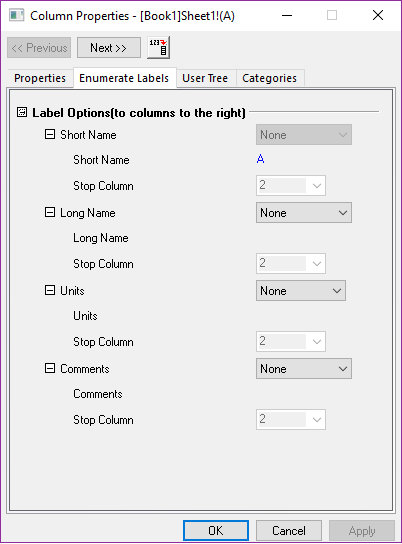 Column Properties - [Book1]Sheet1!(A)
<< Previous Next >> 123
Properties Enumerate Labels User Tree Categories
Label Options(to columns to the right)
Short Name None
Short Name A
Stop Column 2
Long Name None
Long Name
Stop Column 2
Units None
Units
Stop Column 2
Comments None
Comments
Stop Column 2
OK Cancel Apply